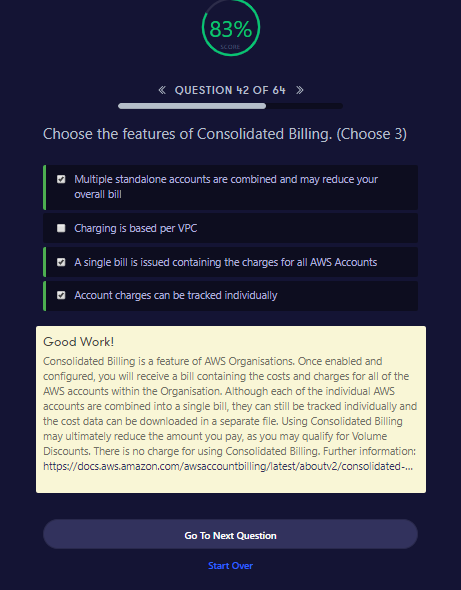 83%
SCORE
« QUESTION 42 OF 64 »
Choose the features of Consolidated Billing. (Choose 3)
Multiple standalone accounts are combined and may reduce your
overall bill
Charging is based per VPC
A single bill is issued containing the charges for all AWS Accounts
Account charges can be tracked individually
Good Work!
Consolidated Billing is a feature of AWS Organisations. Once enabled and
configured, you will receive a bill containing the costs and charges for all of the
AWS accounts within the Organisation. Although each of the individual AWS
accounts are combined into a single bill, they can still be tracked individually and
the cost data can be downloaded in a separate file. Using Consolidated Billing
may ultimately reduce the amount you pay, as you may qualify for Volume
Discounts. There is no charge for using Consolidated Billing. Further information:
https://docs.aws.amazon.com/awsaccountbilling/latest/aboutv2/consolidated-...
Go To Next Question
Start Over